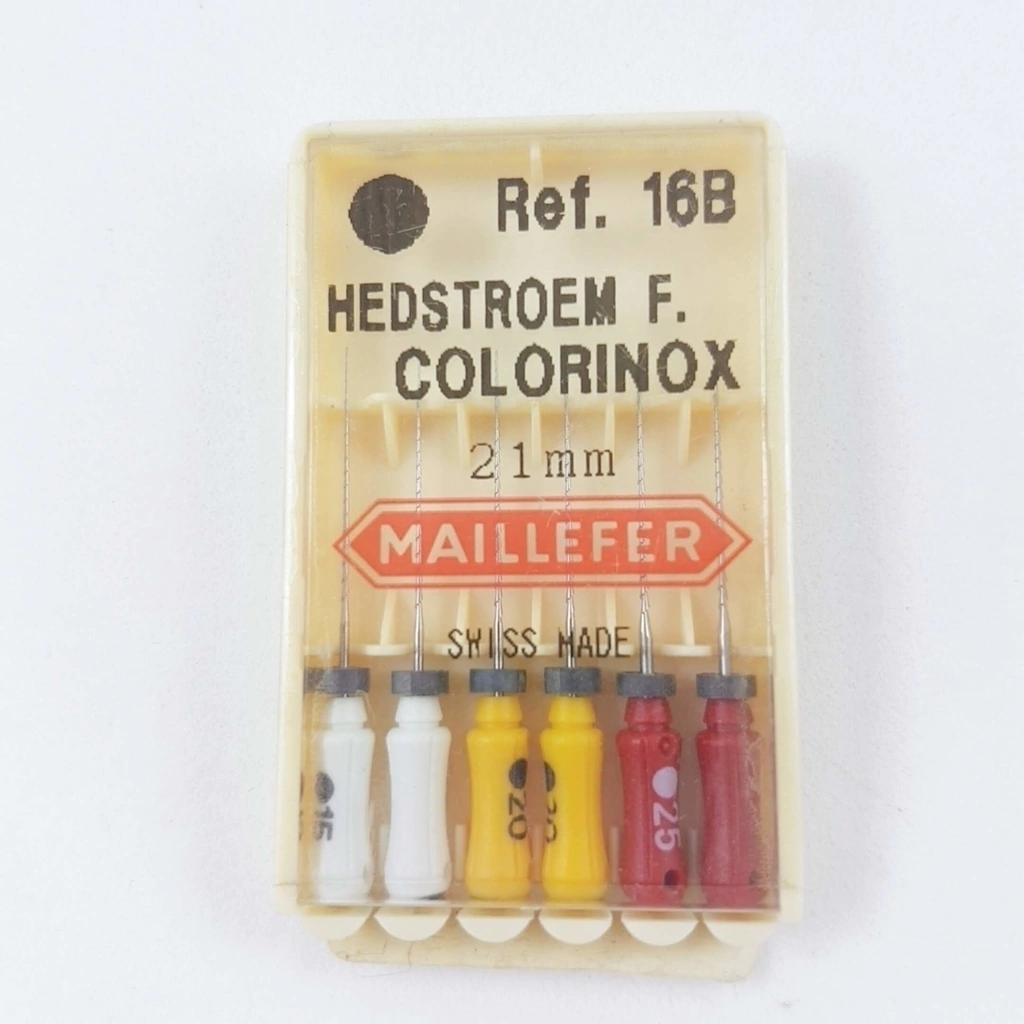 Ref. 16B
HEDSTROEM F.
COLORINOX
21mm
MAILLEFER
SWISS MADE
15
20
20
25